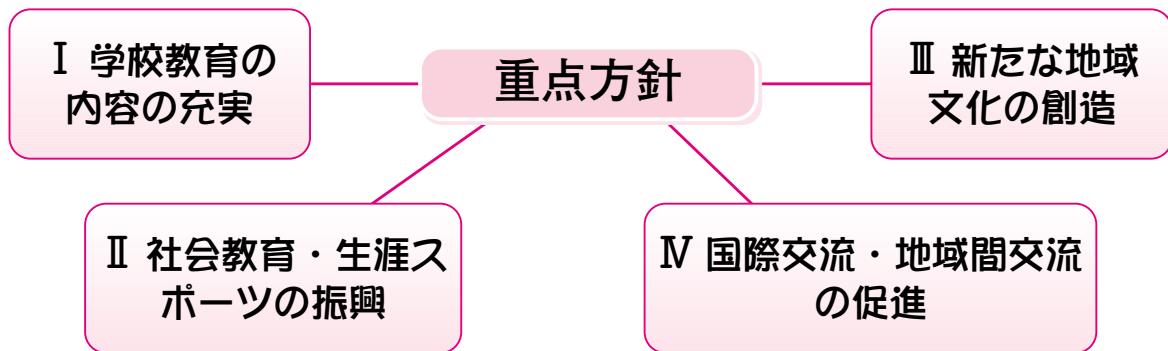 重点方針
Ⅰ 学校教育の
内容の充実
Ⅱ 社会教育・生涯ス
ポーツの振興
Ⅲ 新たな地域
文化の創造
Ⅳ 国際交流・地域間交流
の促進